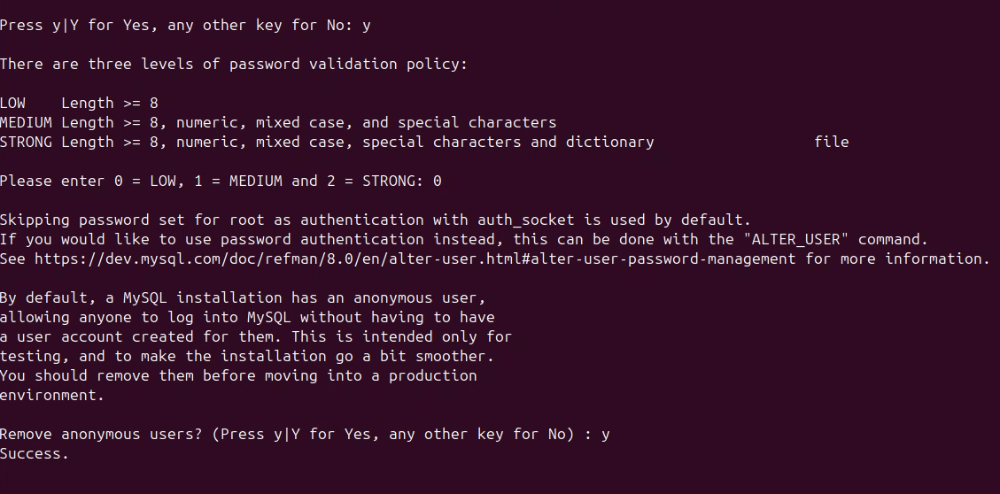 Press y|Y for Yes, any other key for No: y
There are three levels of password validation policy:
LOW    Length >= 8
MEDIUM Length >= 8, numeric, mixed case, and special characters
STRONG Length >= 8, numeric, mixed case, special characters and dictionary                  file
Please enter 0 = LOW, 1 = MEDIUM and 2 = STRONG: 0
Skipping password set for root as authentication with auth_socket is used by default.
If you would like to use password authentication instead, this can be done with the "ALTER_USER" command.
See https://dev.mysql.com/doc/refman/8.0/en/alter-user.html#alter-user-password-management for more information.
By default, a MySQL installation has an anonymous user,
allowing anyone to log into MySQL without having to have
a user account created for them. This is intended only for
testing, and to make the installation go a bit smoother.
You should remove them before moving into a production
environment.
Remove anonymous users? (Press y|Y for Yes, any other key for No) : y
Success.